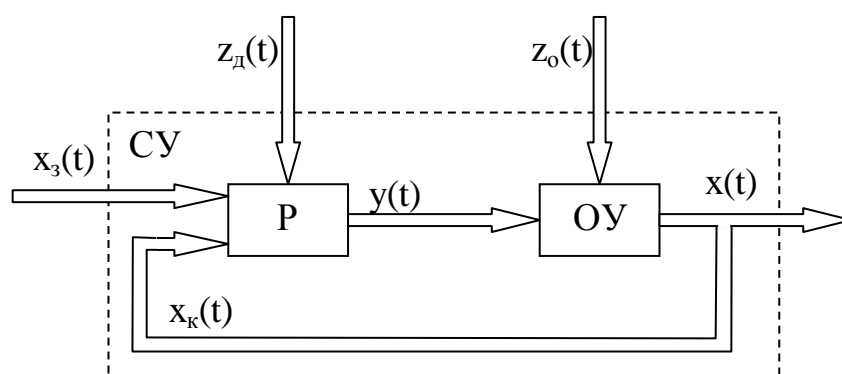 zд(t)
zо(t)
СУ
xз(t)
Р
y(t)
ОУ
x(t)
xк(t)